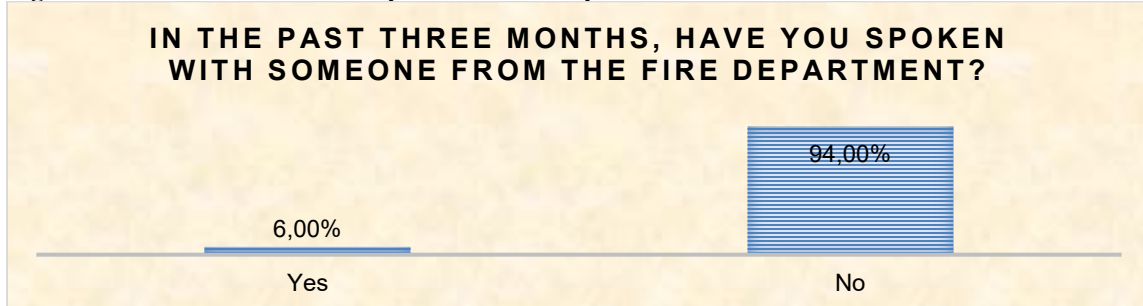 IN THE PAST THREE MONTHS, HAVE YOU SPOKEN
WITH SOMEONE FROM THE FIRE DEPARTMENT?
94,00%
6,00%
Yes No